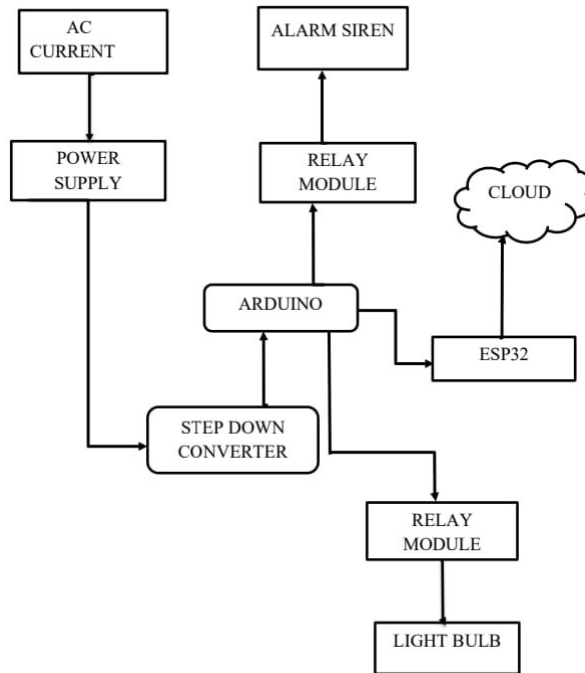 AC
CURRENT
ALARM SIREN
POWER
SUPPLY
RELAY
MODULE
CLOUD
ARDUINO
ESP32
STEP DOWN
CONVERTER
RELAY
MODULE
LIGHT BULB